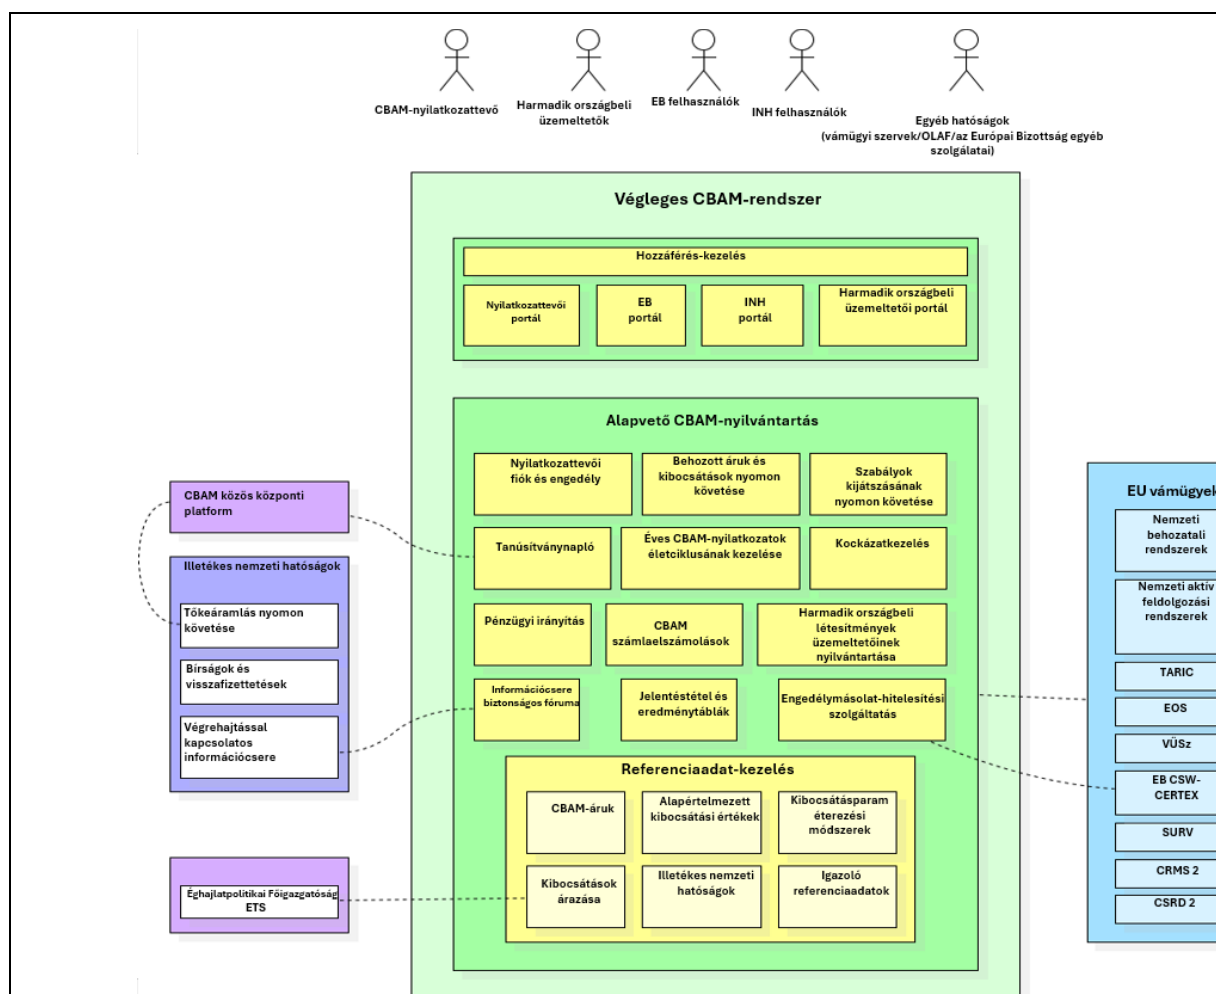 CBAM-nyilatkozattevő
Harmadik országbeli
üzemeltetők
EB felhasználók
INH felhasználók
Egyéb hatóságok
(vámügyi szervek/OLAF/az Európai Bizottság egyéb
szolgálatai)
Végleges CBAM-rendszer
Hozzáférés-kezelés
Nyilatkozattevői
portál
EB
portál
INH
portál
Harmadik országbeli
üzemeltetői portál
Alapvető CBAM-nyilvántartás
Nyilatkozattevői
fiók és engedély
Behozott áruk és
kibocsátások nyomon
követése
Szabályok
kijátszásának
nyomon követése
Tanúsítványnapló
Éves CBAM-nyilatkozatok
életciklusának kezelése
Kockázatkezelés
Pénzügyi irányítás
CBAM
számlaelszámolások
Harmadik országbeli
létesítmények
üzemeltetőinek
nyilvántartása
Információcsere
biztonságos fóruma
Jelentéstétel és
eredménytáblák
Engedélymásolat-hitelesítési
szolgáltatás
Referenciaadat-kezelés
CBAM-áruk
Alapértelmezett
kibocsátási értékek
Kibocsátásparam
éterezési
módszerek
Kibocsátások
árazása
Illetékes nemzeti
hatóságok
Igazoló
referenciaadatok
CBAM közös központi
platform
Illetékes nemzeti hatóságok
Tőkeáramlás nyomon
követése
Bírságok és
visszafizettetések
Végrehajtással
kapcsolatos
információcsere
Éghajlatpolitikai Főigazgatóság
ETS
EU vámügyek
Nemzeti
behozatali
rendszerek
Nemzeti aktív
feldolgozási
rendszerek
TARIC
EOS
VÜSz
EB CSW-
CERTEX
SURV
CRMS 2
CSRD 2